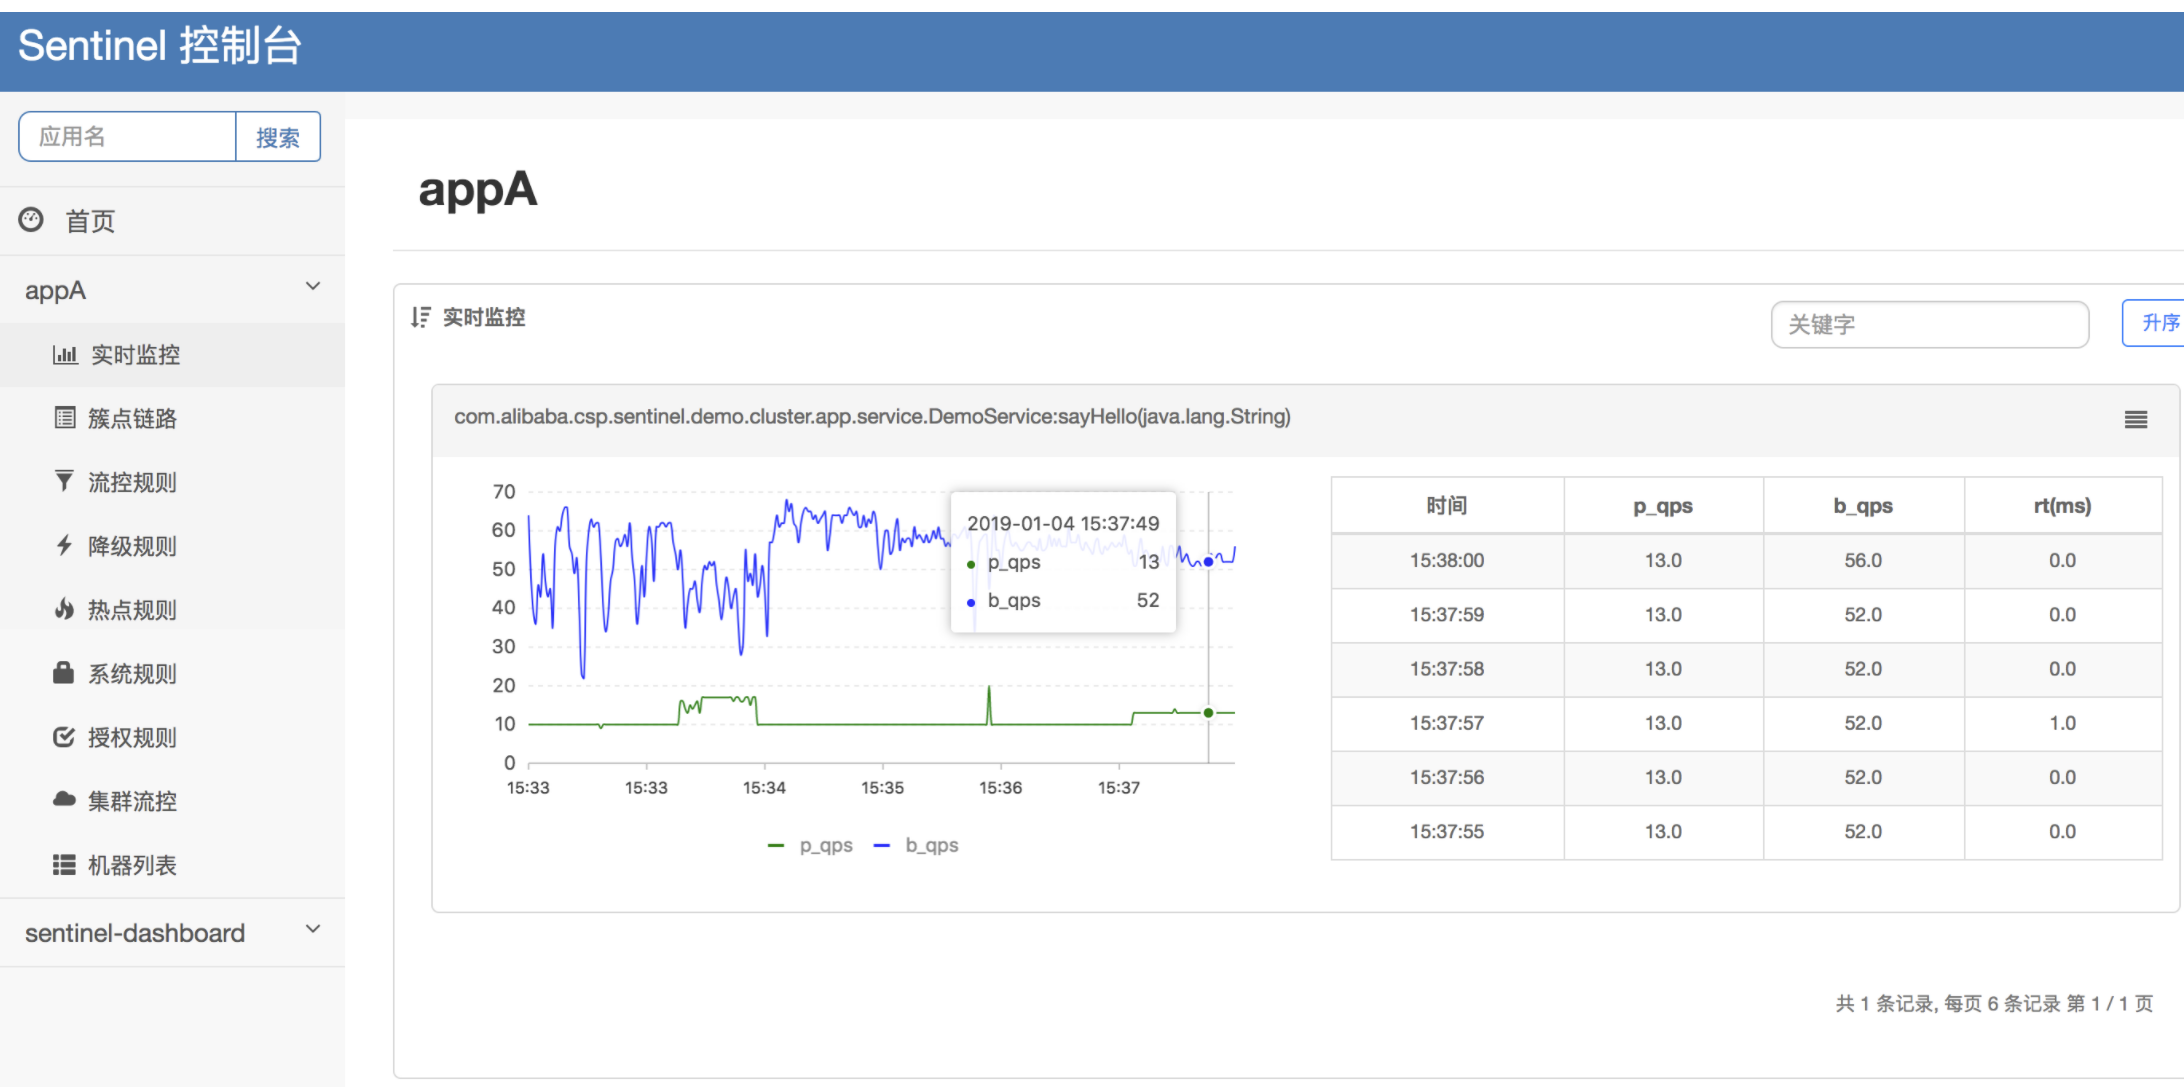 Sentinel 控制台
应用名 搜索
首页
appA
实时监控
簇点链路
流控规则
降级规则
热点规则
系统规则
授权规则
集群流控
机器列表
sentinel-dashboard
appA
实时监控 关键字 升序
com.alibaba.csp.sentinel.demo.cluster.app.service.DemoService:sayHello(java.lang.String)
70
60
50
40
30
20
10
0
15:33 15:33 15:34 15:35 15:36 15:37
2019-01-04 15:37:49
p_qps 13
b_qps 52
p_qps b_qps
时间 p_qps b_qps rt(ms)
15:38:00 13.0 56.0 0.0
15:37:59 13.0 52.0 0.0
15:37:58 13.0 52.0 0.0
15:37:57 13.0 52.0 1.0
15:37:56 13.0 52.0 0.0
15:37:55 13.0 52.0 0.0
共 1 条记录, 每页 6 条记录 第 1 / 1 页